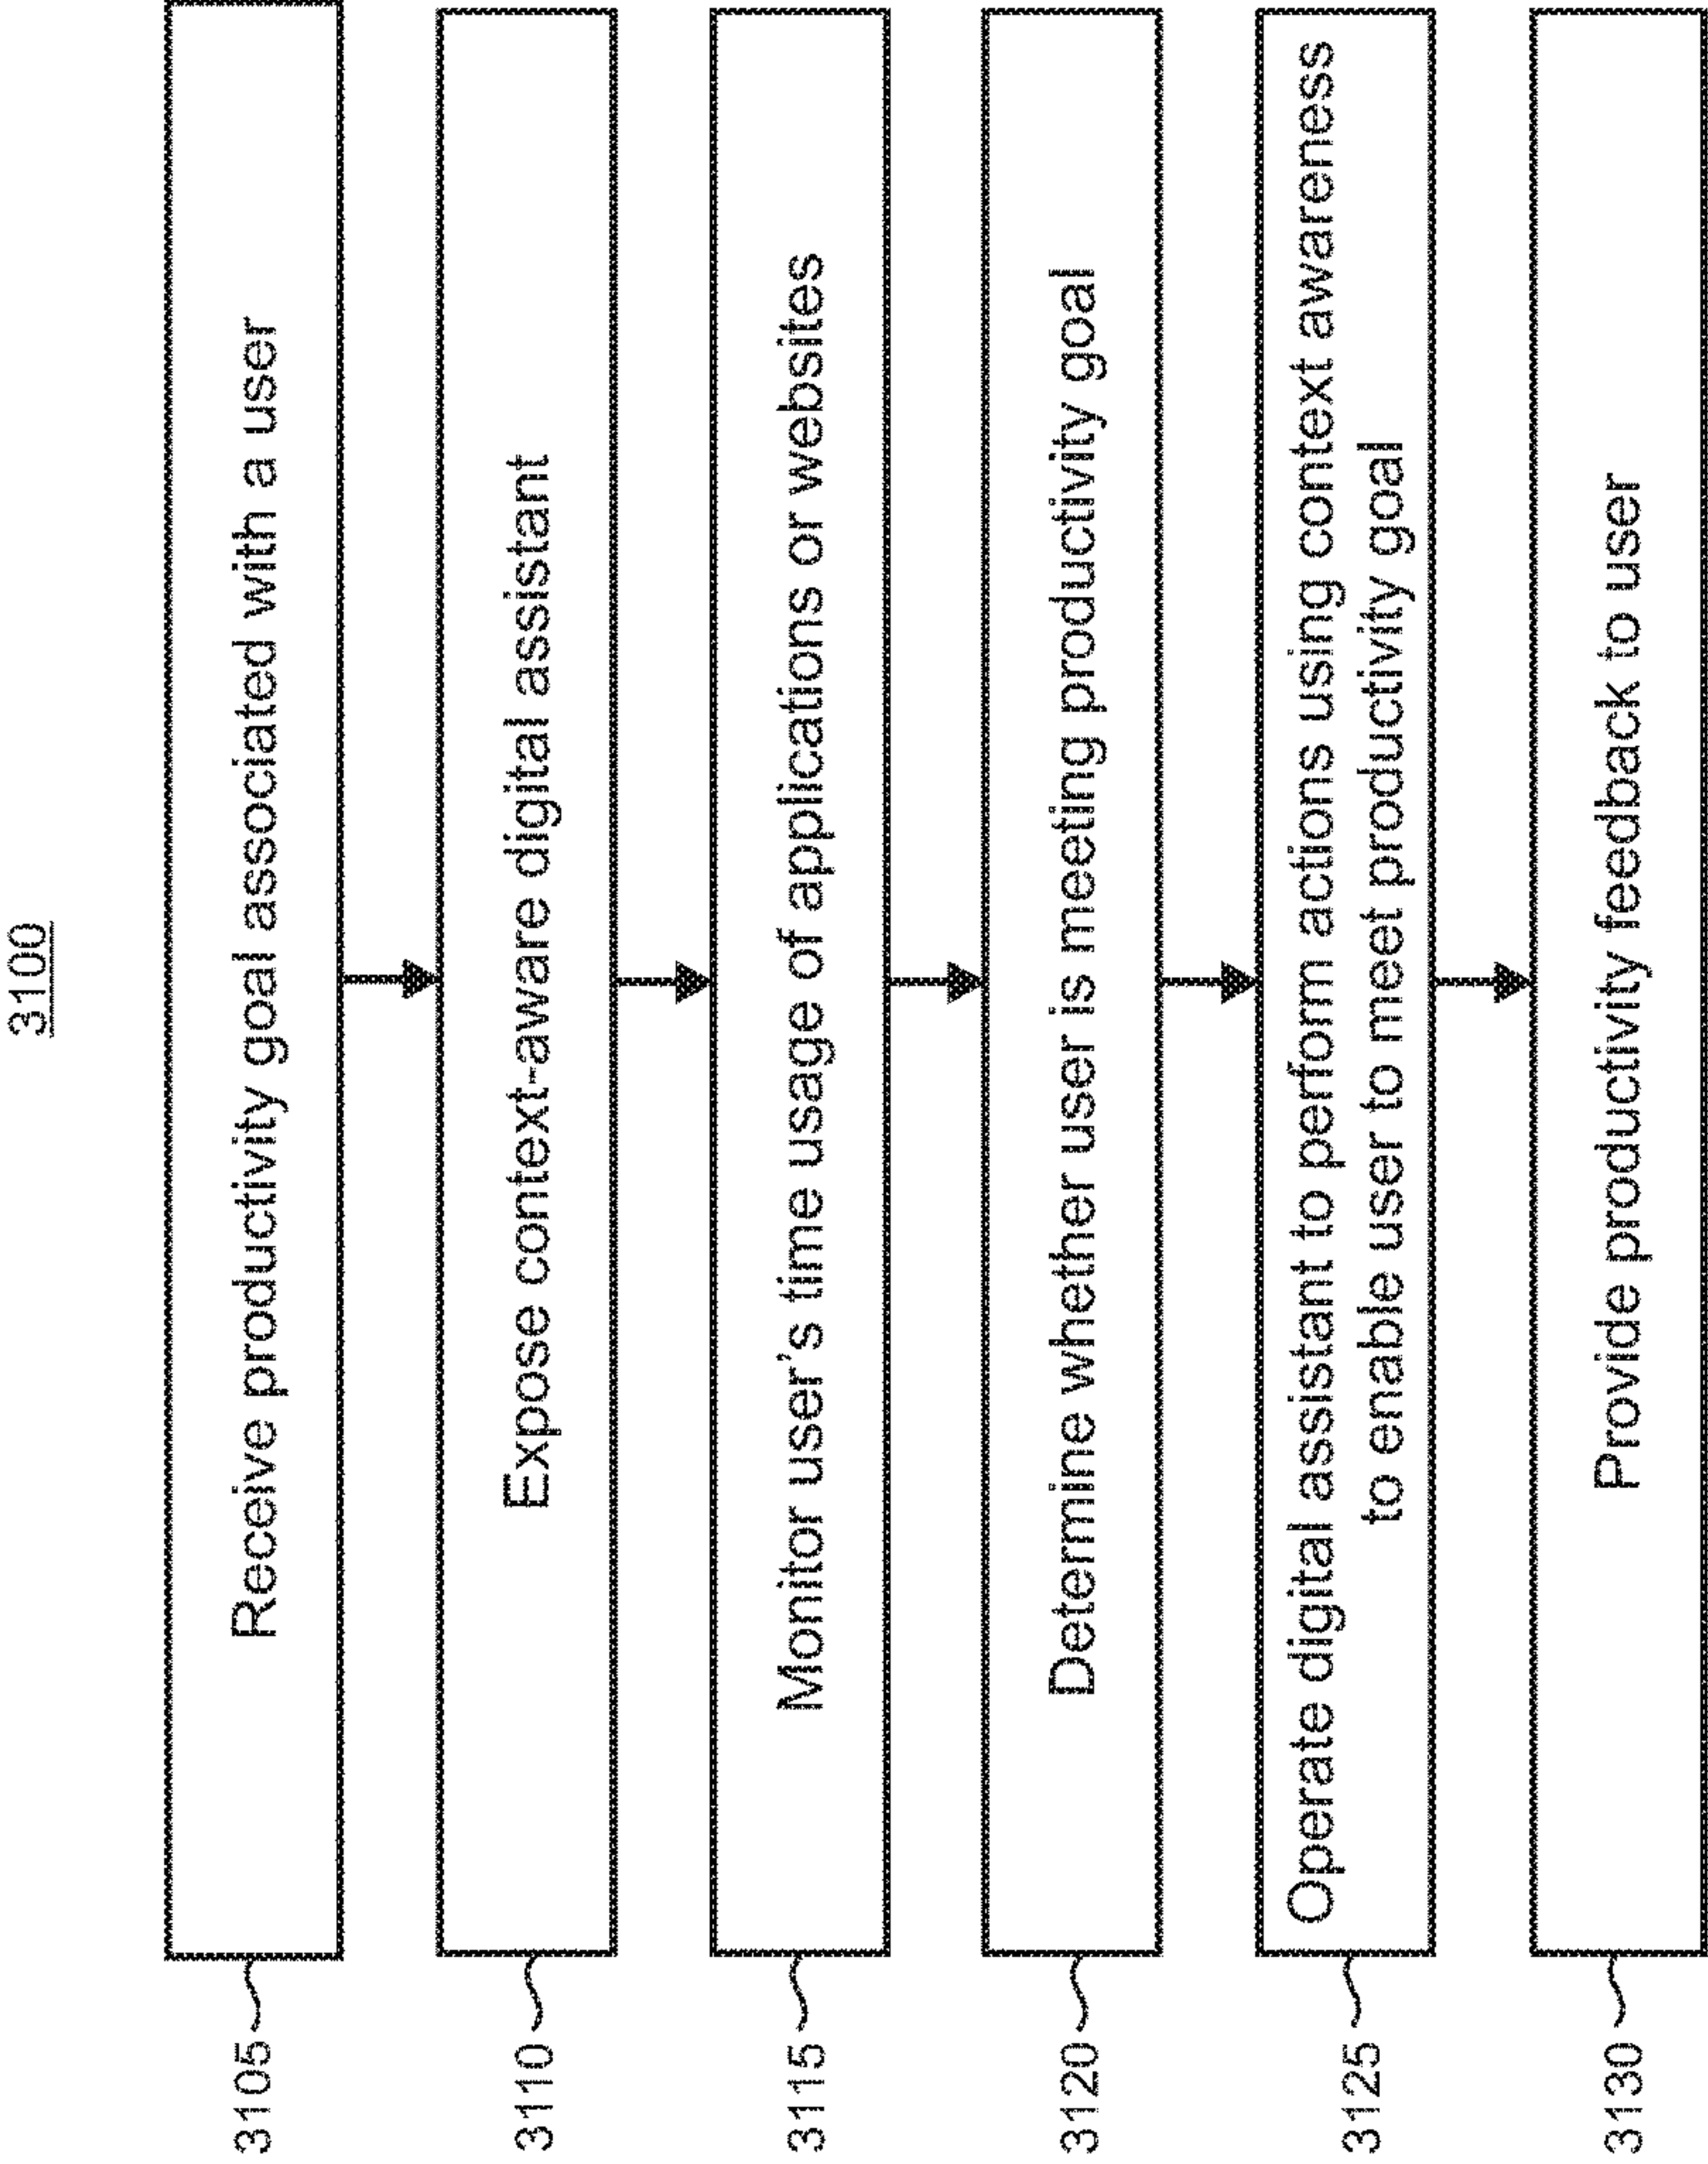 3100
3105
Receive productivity goal associated with a user
3110
Expose context-aware digital assistant
3115
Monitor user's time usage of applications or websites
3120
Determine whether user is meeting productivity goal
3125
Operate digital assistant to perform actions using context awareness
to enable user to meet productivity goal
3130
Provide productivity feedback to user